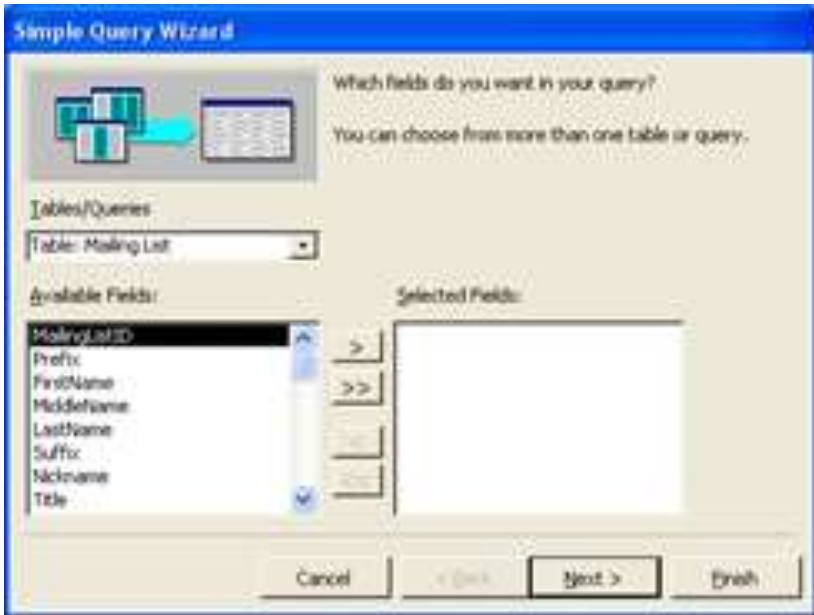 Simple Query Wizard
Which fields do you want in your query?
You can choose from more than one table or query.
Tables/Queries
Table: Mailing List
Available Fields:
Selected Fields:
MailingListID
Prefix
FirstName
MiddleName
LastName
Suffix
Nickname
Title
>
>>
<
<<
Cancel
< Back
Next >
Finish